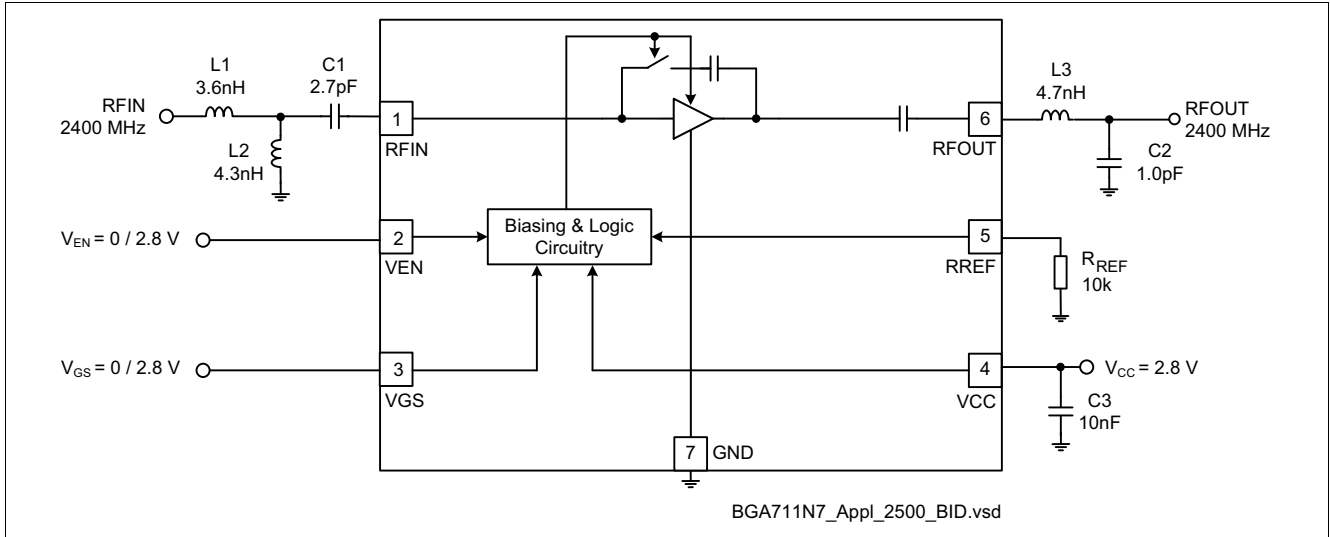 L1
3.6nH
C1
2.7pF
RFIN
2400 MHz
L2
4.3nH
1
RFIN
6
RFOUT
L3
4.7nH
RFOUT
2400 MHz
C2
1.0pF
VEN = 0 / 2.8 V
2
VEN
Biasing & Logic
Circuitry
5
RREF
RREF
10k
VGS = 0 / 2.8 V
3
VGS
4
VCC
VCC = 2.8 V
C3
10nF
7
GND
BGA711N7_Appl_2500_BID.vsd